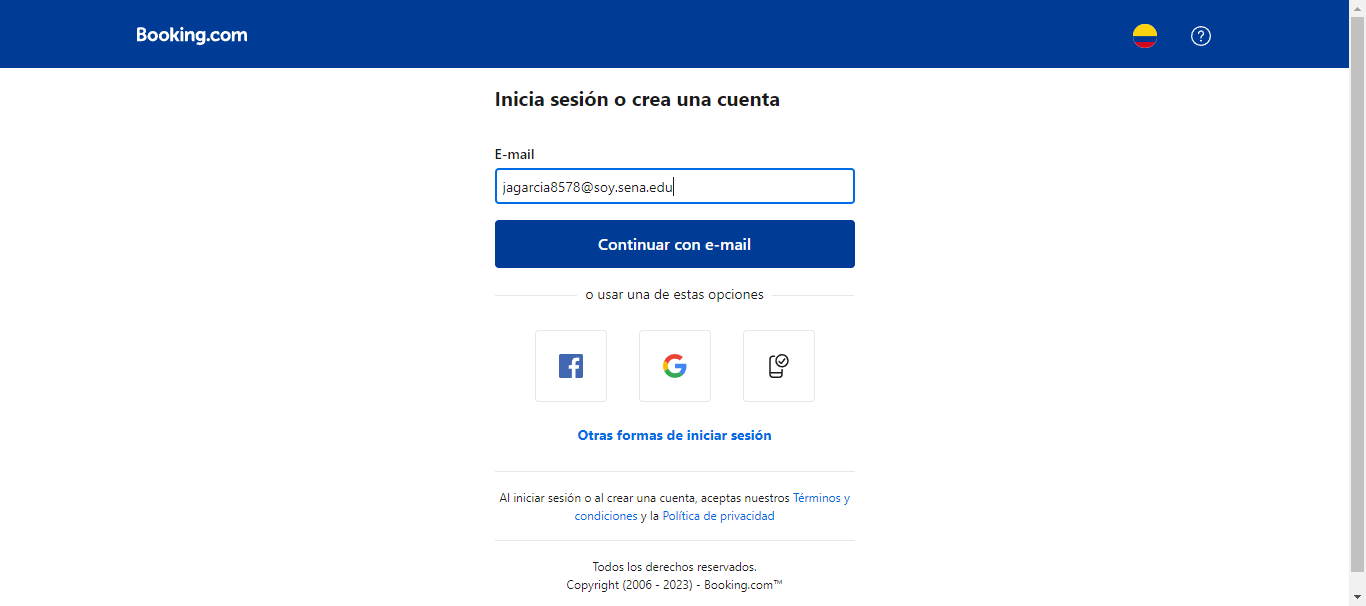 Booking.com
Inicia sesión o crea una cuenta
E-mail
jagarcia8578@soy.sena.edu
Continuar con e-mail
o usar una de estas opciones
Otras formas de iniciar sesión
Al iniciar sesión o al crear una cuenta, aceptas nuestros Términos y
condiciones y la Política de privacidad
Todos los derechos reservados.
Copyright (2006 - 2023) - Booking.com™